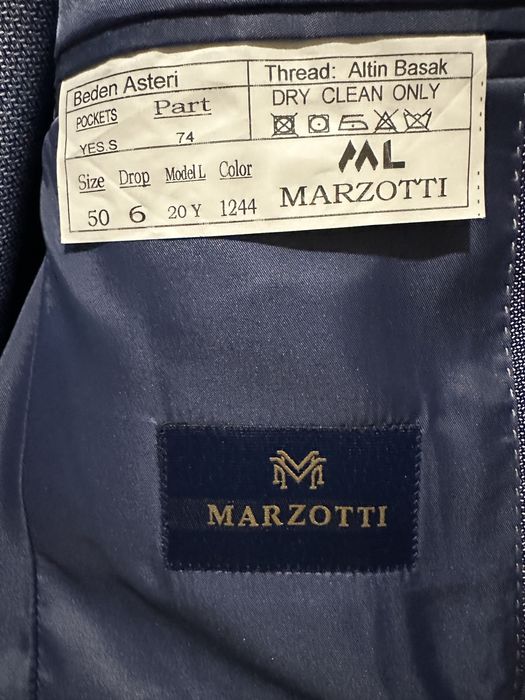 Beden Asteri
Thread: Altin Basak
POCKETS Part
DRY CLEAN ONLY
YES.S 74
Size Drop Model L Color
50 6 20 Y 1244
ML
MARZOTTI
M
MARZOTTI